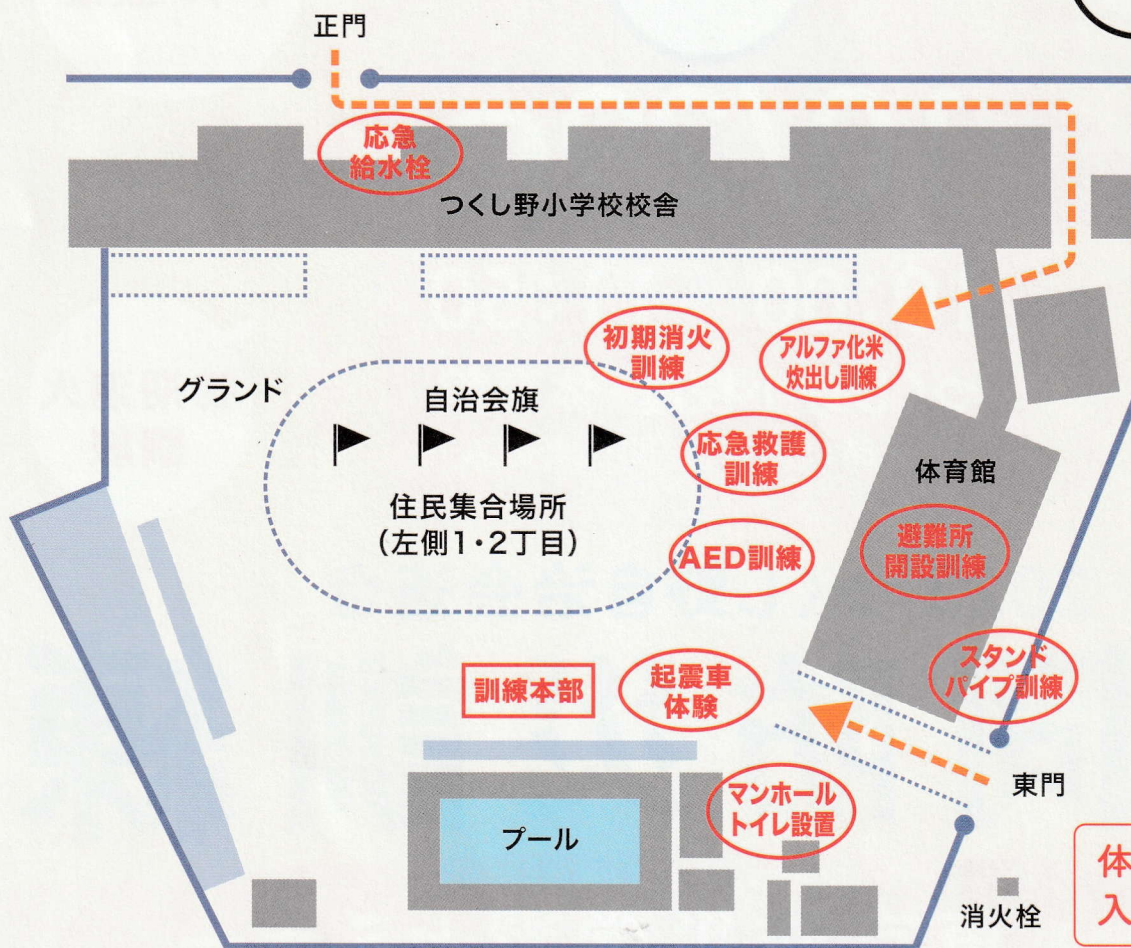 正門
応急
給水栓
つくし野小学校校舎
初期消火
訓練
アルファ化米
炊出し訓練
グランド
自治会旗
応急救護
訓練
体育館
住民集合場所
(左側1・2丁目)
AED訓練
避難所
開設訓練
スタンド
パイプ訓練
訓練本部
起震車
体験
東門
マンホール
トイレ設置
プール
体
入
消火栓